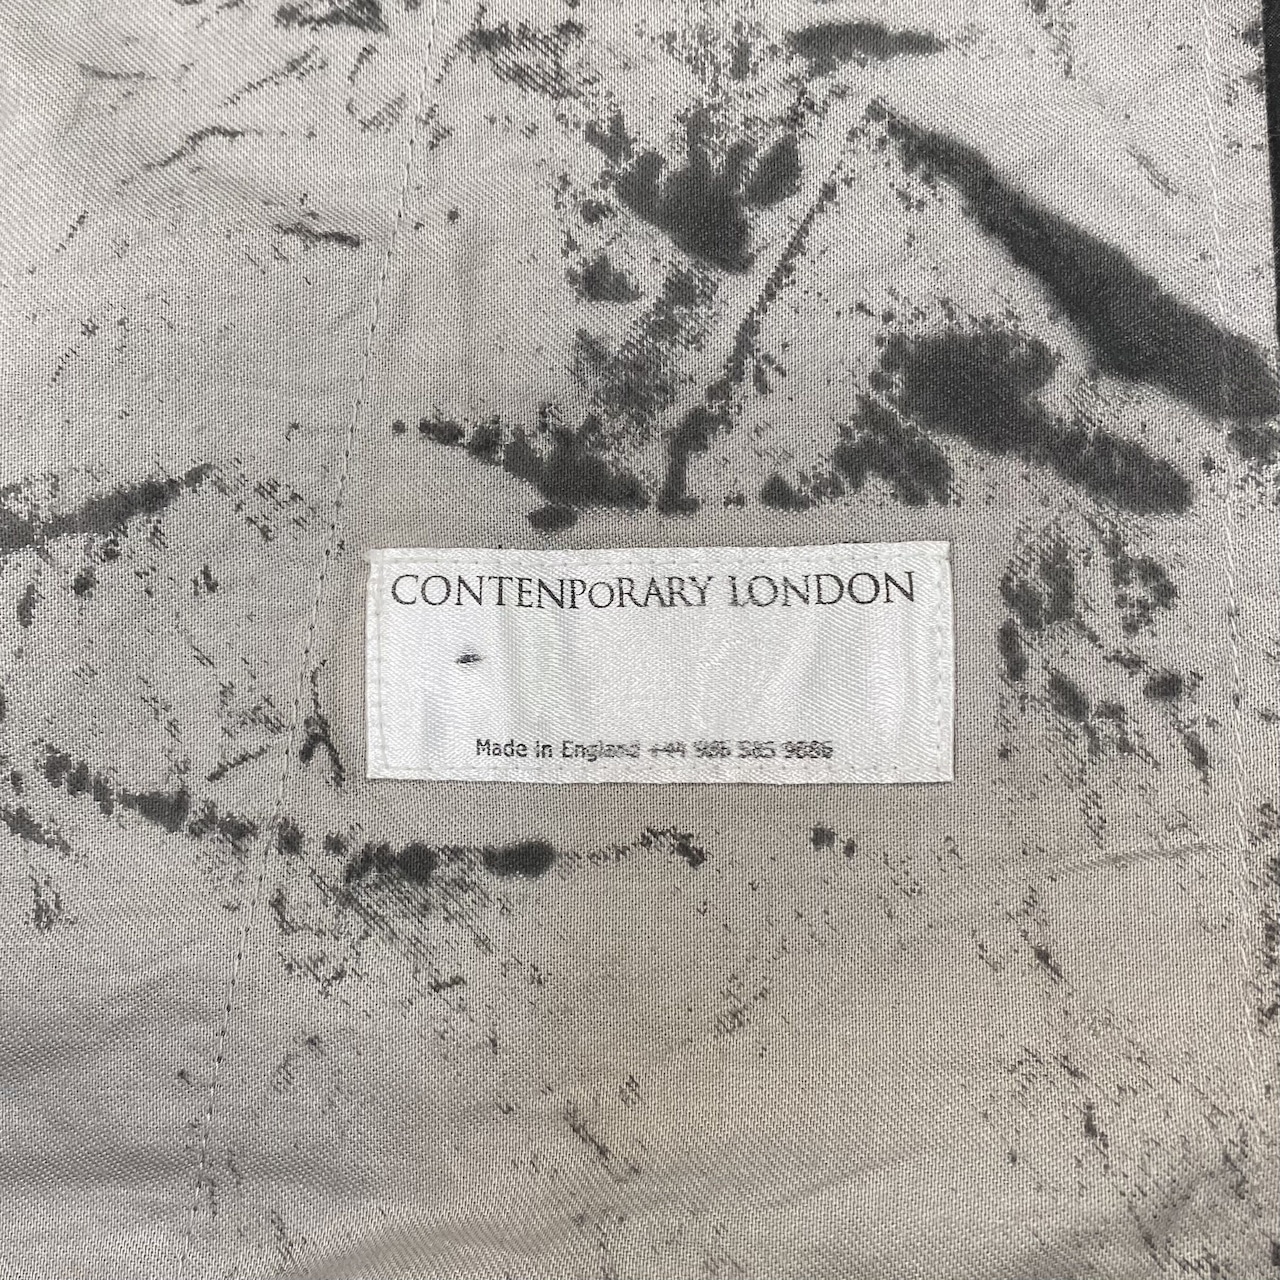 CONTENPoRARY LONDON
Made in England +44 986 585 9686